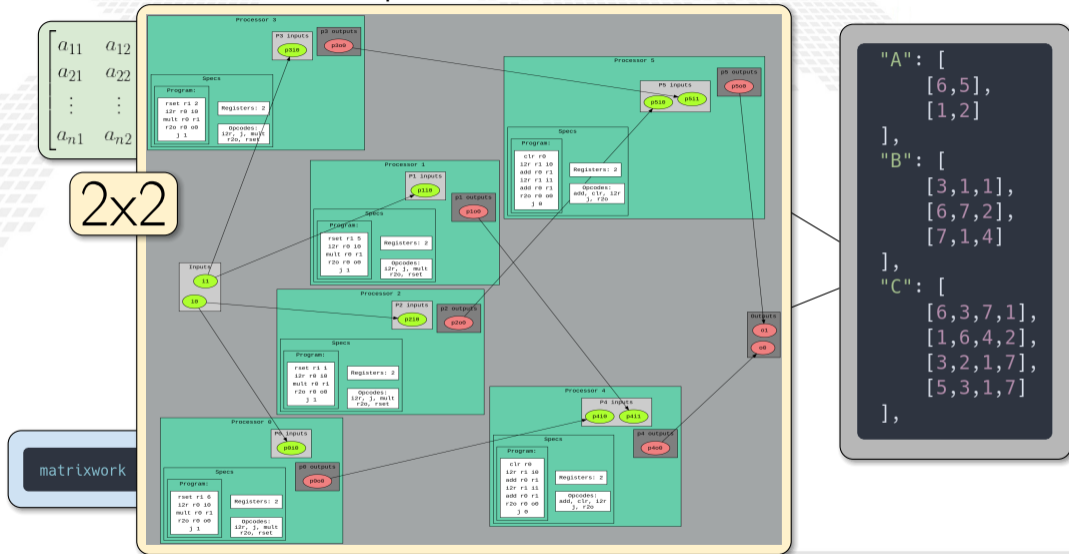 a11 a12
a21 a22
⋮ ⋮
an1 an2
2x2
matrixwork
Processor 3
P3 inputs
p3i0
p3 outputs
p3o0
Specs
Program:
rset r1 2
i2r r0 i0
mult r0 r1
r2o r0 o0
j 1
Registers: 2
Opcodes:
i2r, j, mult
r2o, rset
Processor 5
P5 inputs
p5i0
p5i1
p5 outputs
p5o0
Specs
Program:
clr r0
i2r r1 i0
add r0 r1
i2r r1 i1
add r0 r1
r2o r0 o0
j 0
Registers: 2
Opcodes:
add, clr, i2r
j, r2o
Processor 1
P1 inputs
p1i0
p1 outputs
p1o0
Specs
Program:
rset r1 5
i2r r0 i0
mult r0 r1
r2o r0 o0
j 1
Registers: 2
Opcodes:
i2r, j, mult
r2o, rset
Inputs
i1
i0
Processor 2
P2 inputs
p2i0
p2 outputs
p2o0
Specs
Program:
rset r1 1
i2r r0 i0
mult r0 r1
r2o r0 o0
j 1
Registers: 2
Opcodes:
i2r, j, mult
r2o, rset
Outputs
o1
o0
Processor 0
P0 inputs
p0i0
p0 outputs
p0o0
Specs
Program:
rset r1 6
i2r r0 i0
mult r0 r1
r2o r0 o0
j 1
Registers: 2
Opcodes:
i2r, j, mult
r2o, rset
Processor 4
P4 inputs
p4i0
p4i1
p4 outputs
p4o0
Specs
Program:
clr r0
i2r r1 i0
add r0 r1
i2r r1 i1
add r0 r1
r2o r0 o0
j 0
Registers: 2
Opcodes:
add, clr, i2r
j, r2o
"A": [
[6,5],
[1,2]
],
"B": [
[3,1,1],
[6,7,2],
[7,1,4]
],
"C": [
[6,3,7,1],
[1,6,4,2],
[3,2,1,7],
[5,3,1,7]
],